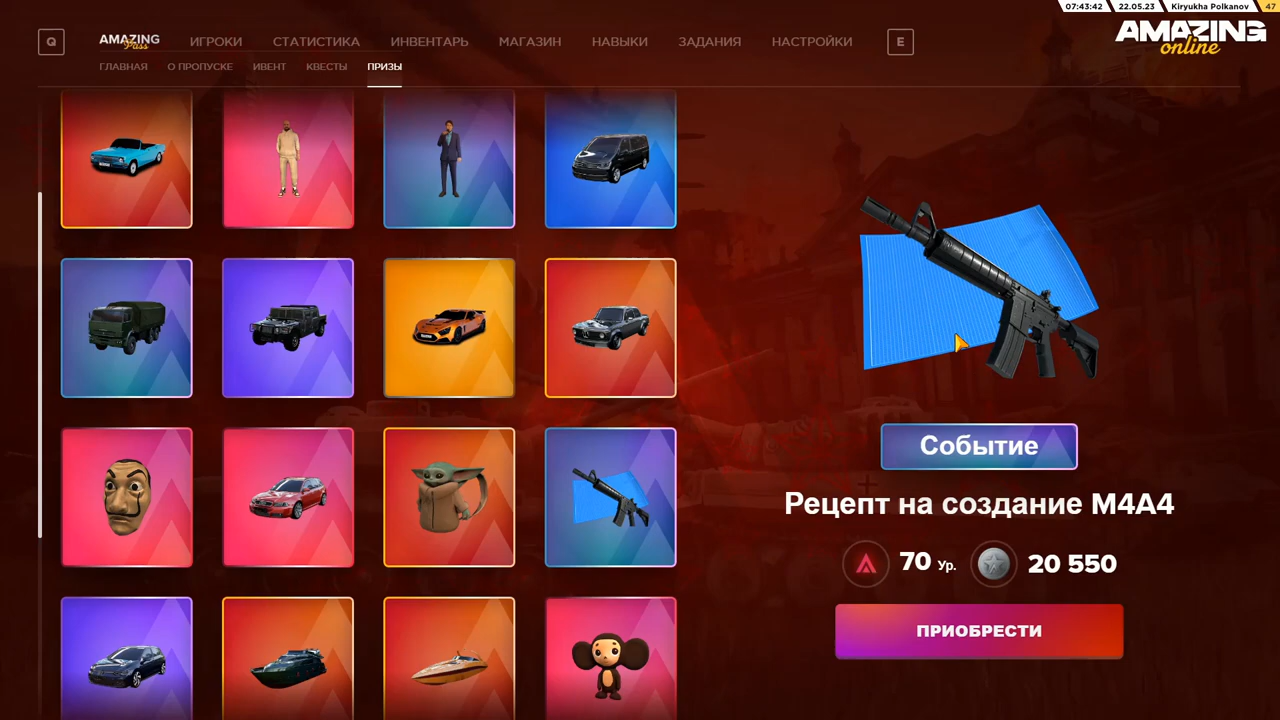 07:43:42 22.05.23 Kiryukha Polkanov 47
AMAZING
online
Q
AMAZING
Pass
ИГРОКИ СТАТИСТИКА ИНВЕНТАРЬ МАГАЗИН НАВЫКИ ЗАДАНИЯ НАСТРОЙКИ
E
ГЛАВНАЯ О ПРОПУСКЕ ИВЕНТ КВЕСТЫ ПРИЗЫ
Событие
Рецепт на создание M4A4
70 Ур. 20 550
ПРИОБРЕСТИ